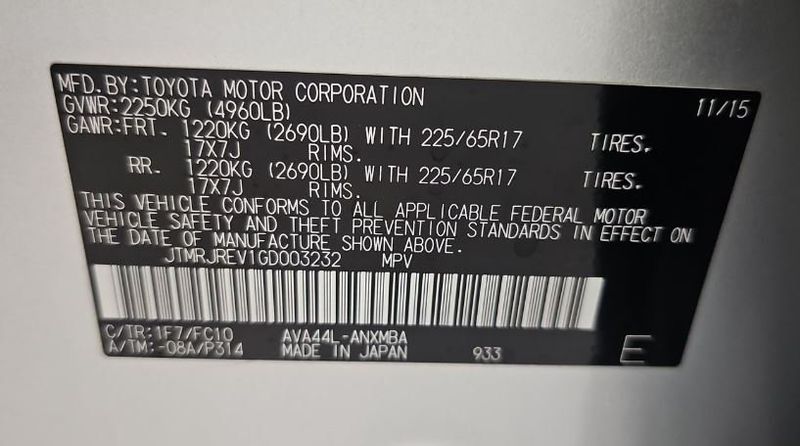 MFD.BY:TOYOTA MOTOR CORPORATION 11/15
GVWR:2250KG (4960LB)
GAWR:FRT. 1220KG (2690LB) WITH 225/65R17 TIRES.
17X7J RIMS.
RR. 1220KG (2690LB) WITH 225/65R17 TIRES.
17X7J RIMS.
THIS VEHICLE CONFORMS TO ALL APPLICABLE FEDERAL MOTOR
VEHICLE SAFETY AND THEFT PREVENTION STANDARDS IN EFFECT ON
THE DATE OF MANUFACTURE SHOWN ABOVE.
JTMRJREV1GD003232 MPV
C/TR:1F7/FC10 AVA44L-ANXMBA
A/TM:-08A/P314 MADE IN JAPAN 933 E